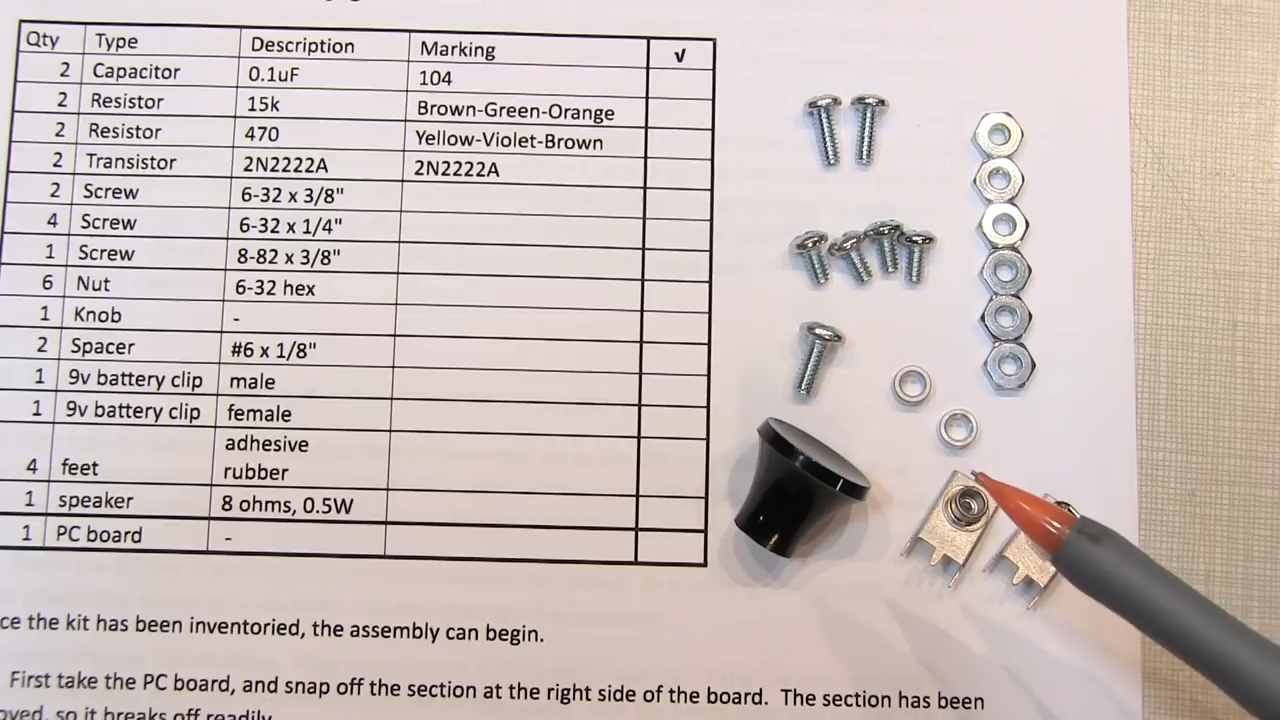 Qty Type Description Marking √
2 Capacitor 0.1uF 104
2 Resistor 15k Brown-Green-Orange
2 Resistor 470 Yellow-Violet-Brown
2 Transistor 2N2222A 2N2222A
2 Screw 6-32 x 3/8"
4 Screw 6-32 x 1/4"
1 Screw 8-82 x 3/8"
6 Nut 6-32 hex
1 Knob -
2 Spacer #6 x 1/8"
1 9v battery clip male
1 9v battery clip female
4 feet adhesive
rubber
1 speaker 8 ohms, 0.5W
1 PC board -
ce the kit has been inventoried, the assembly can begin.
First take the PC board, and snap off the section at the right side of the board. The section has been
oved, so it breaks off readily.